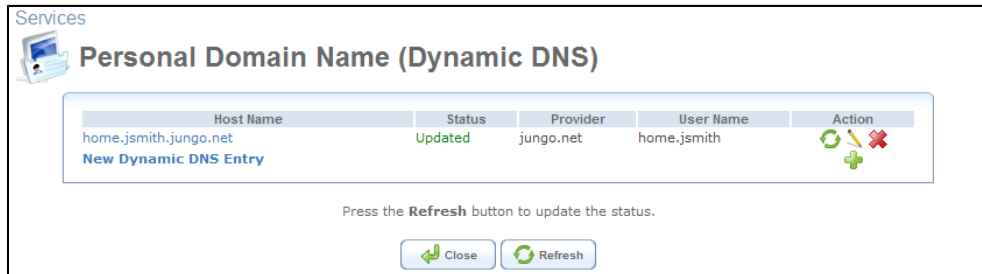 Services
Personal Domain Name (Dynamic DNS)
Host Name Status Provider User Name Action
home.jsmith.jungo.net Updated jungo.net home.jsmith
New Dynamic DNS Entry
Press the Refresh button to update the status.
Close Refresh